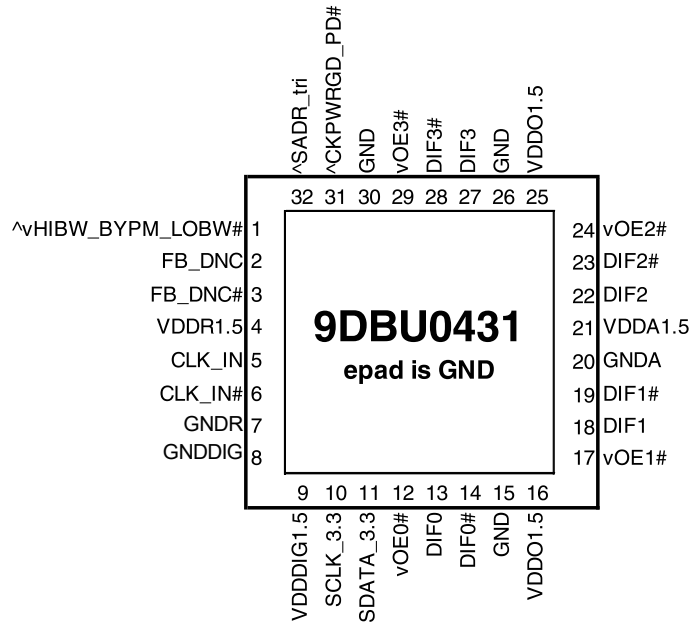 ^SADR_tri
^CKPWRGD_PD#
GND
vOE3#
DIF3#
DIF3
GND
VDDO1.5
32 31 30 29 28 27 26 25
^vHIBW_BYPM_LOBW# 1
FB_DNC 2
FB_DNC# 3
VDDR1.5 4
CLK_IN 5
CLK_IN# 6
GNDR 7
GNDDIG 8
9DBU0431
epad is GND
24 vOE2#
23 DIF2#
22 DIF2
21 VDDA1.5
20 GNDA
19 DIF1#
18 DIF1
17 vOE1#
9 10 11 12 13 14 15 16
VDDDIG1.5
SCLK_3.3
SDATA_3.3
vOE0#
DIF0
DIF0#
GND
VDDO1.5